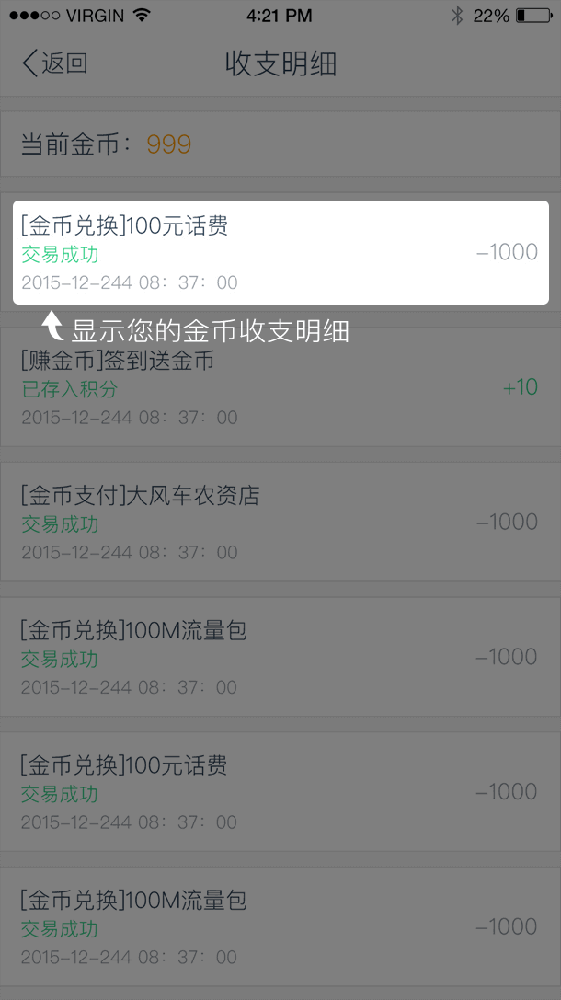 VIRGIN 4:21 PM 22%
返回 收支明细
当前金币：999
[金币兑换]100元话费
交易成功
-1000
2015-12-244 08：37：00
显示您的金币收支明细
[赚金币]签到送金币
已存入积分
+10
2015-12-244 08：37：00
[金币支付]大风车农资店
交易成功
-1000
2015-12-244 08：37：00
[金币兑换]100M流量包
交易成功
-1000
2015-12-244 08：37：00
[金币兑换]100元话费
交易成功
-1000
2015-12-244 08：37：00
[金币兑换]100M流量包
交易成功
-1000
2015-12-244 08：37：00